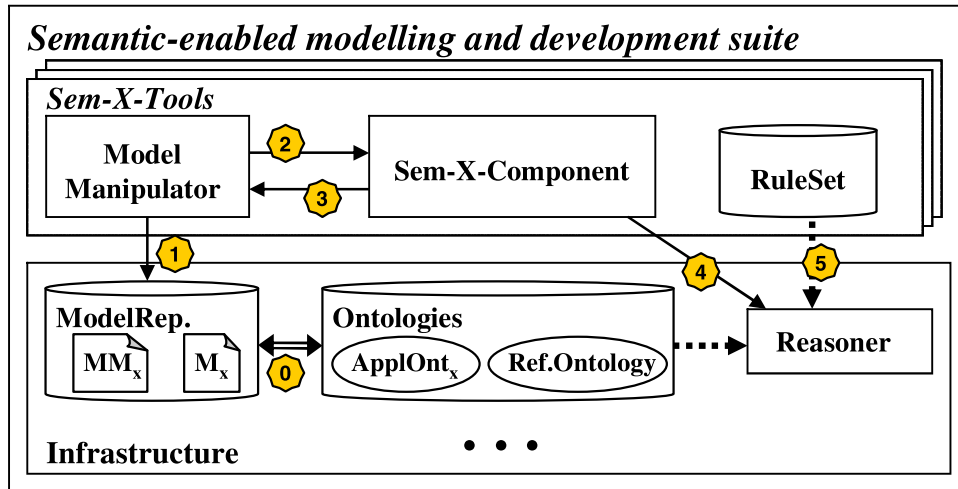 Semantic-enabled modelling and development suite
Sem-X-Tools
Model
Manipulator
2
3
Sem-X-Component
RuleSet
1
4
5
ModelRep.
MMx
Mx
0
Ontologies
ApplOntx
Ref.Ontology
Reasoner
Infrastructure
• • •